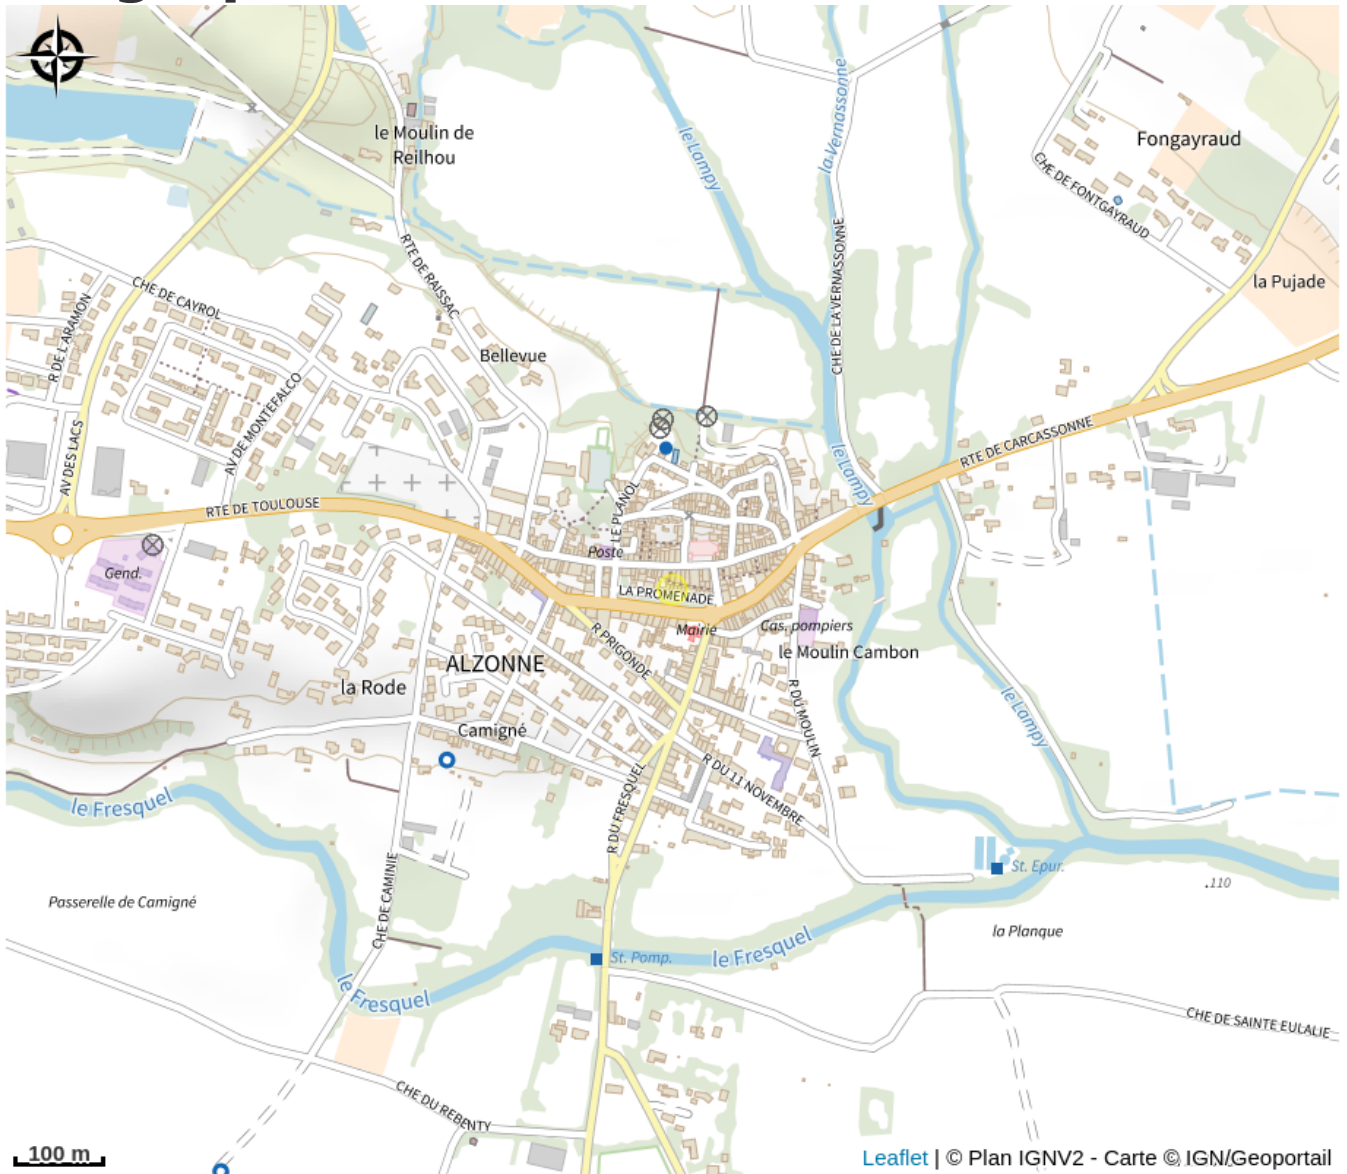 le Moulin de
Reilhou
le Lampy
la Vernassonne
Fongayraud
CHE DE FONTGAYRAUD
la Pujade
RTE DE RAISSAC
CHE DE LA VERNASSONNE
CHE DE CAYROL
R DE L'ARAMON
Bellevue
AV DE MONTEFALCO
AV DES LACS
RTE DE CARCASSONNE
le Lampy
RTE DE TOULOUSE
LE PLANOL
Poste
Gend.
LA PROMENADE
Mairie
Cas. pompiers
R PRIGONDE
le Moulin Cambon
ALZONNE
la Rode
R DU MOULIN
le Lampy
Camigné
R DU 11 NOVEMBRE
le Fresquel
R DU FRESQUEL
St. Epur.
.110
CHE DE CAMINIE
Passerelle de Camigné
la Planque
le Fresquel
St. Pomp.
le Fresquel
CHE DE SAINTE EULALIE
CHE DU REBENTY
100 m
Leaflet | © Plan IGNV2 - Carte © IGN/Geoportail